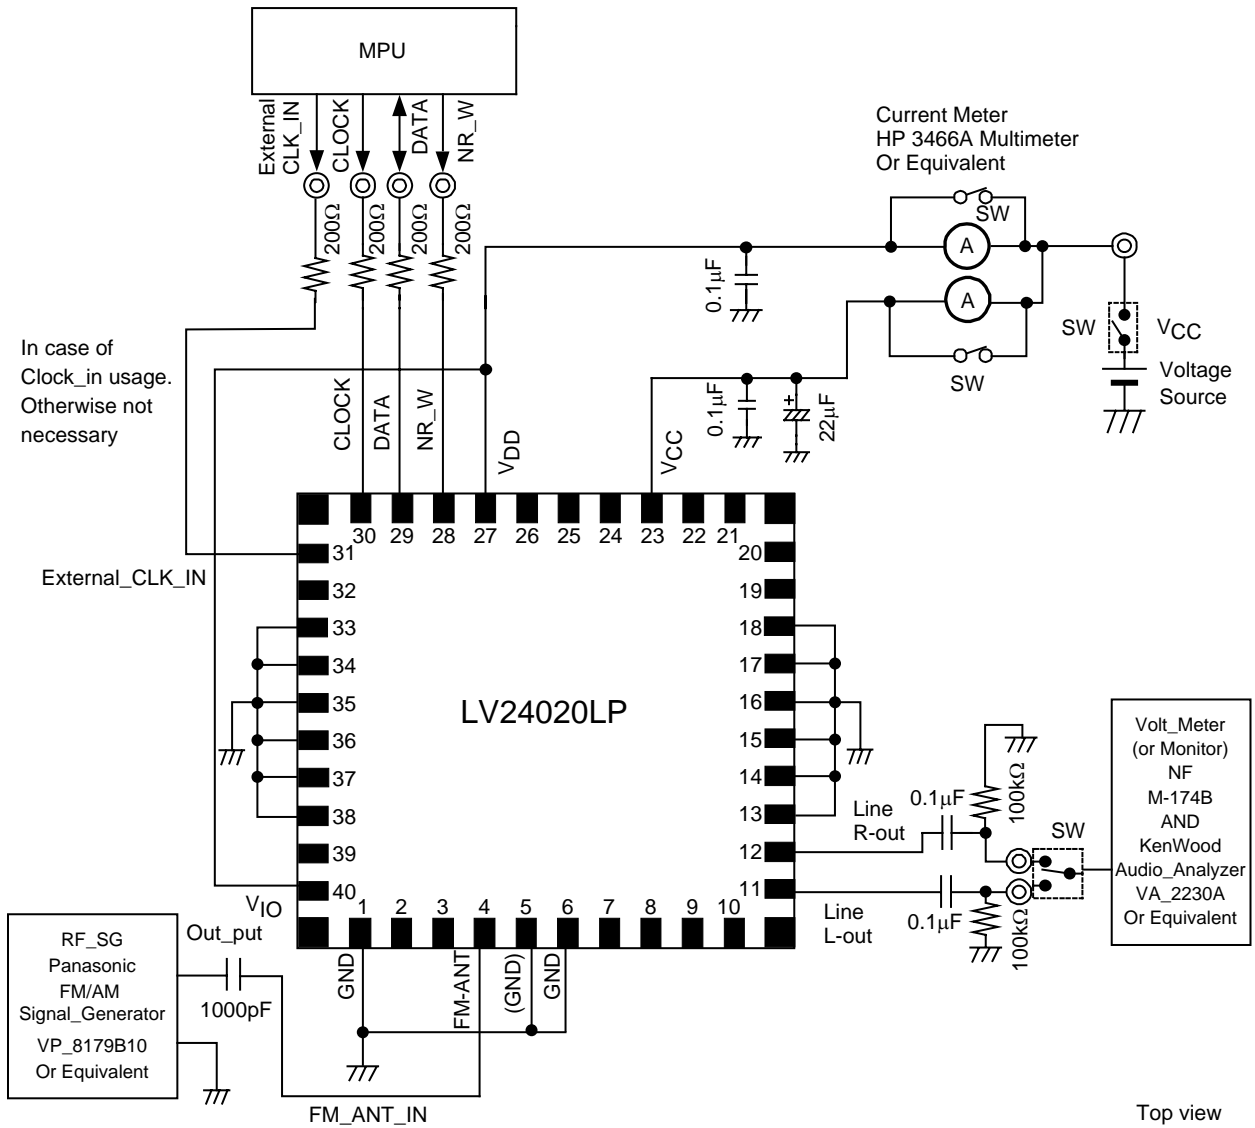 MPU
External
CLK_IN
CLOCK
DATA
NR_W
200Ω
200Ω
200Ω
200Ω
Current Meter
HP 3466A Multimeter
Or Equivalent
SW
A
A
SW
0.1μF
SW
VCC
Voltage
Source
0.1μF
22μF
In case of
Clock_in usage.
Otherwise not
necessary
CLOCK
DATA
NR_W
VDD
VCC
30
29
28
27
26
25
24
23
22
21
31
32
33
34
35
36
37
38
39
40
20
19
18
17
16
15
14
13
12
11
External_CLK_IN
LV24020LP
VIO
1
2
3
4
5
6
7
8
9
10
GND
FM-ANT
(GND)
GND
Line
R-out
0.1μF
100kΩ
SW
Line
L-out
0.1μF
100kΩ
Volt_Meter
(or Monitor)
NF
M-174B
AND
KenWood
Audio_Analyzer
VA_2230A
Or Equivalent
RF_SG
Panasonic
FM/AM
Signal_Generator
VP_8179B10
Or Equivalent
Out_put
1000pF
FM_ANT_IN
Top view